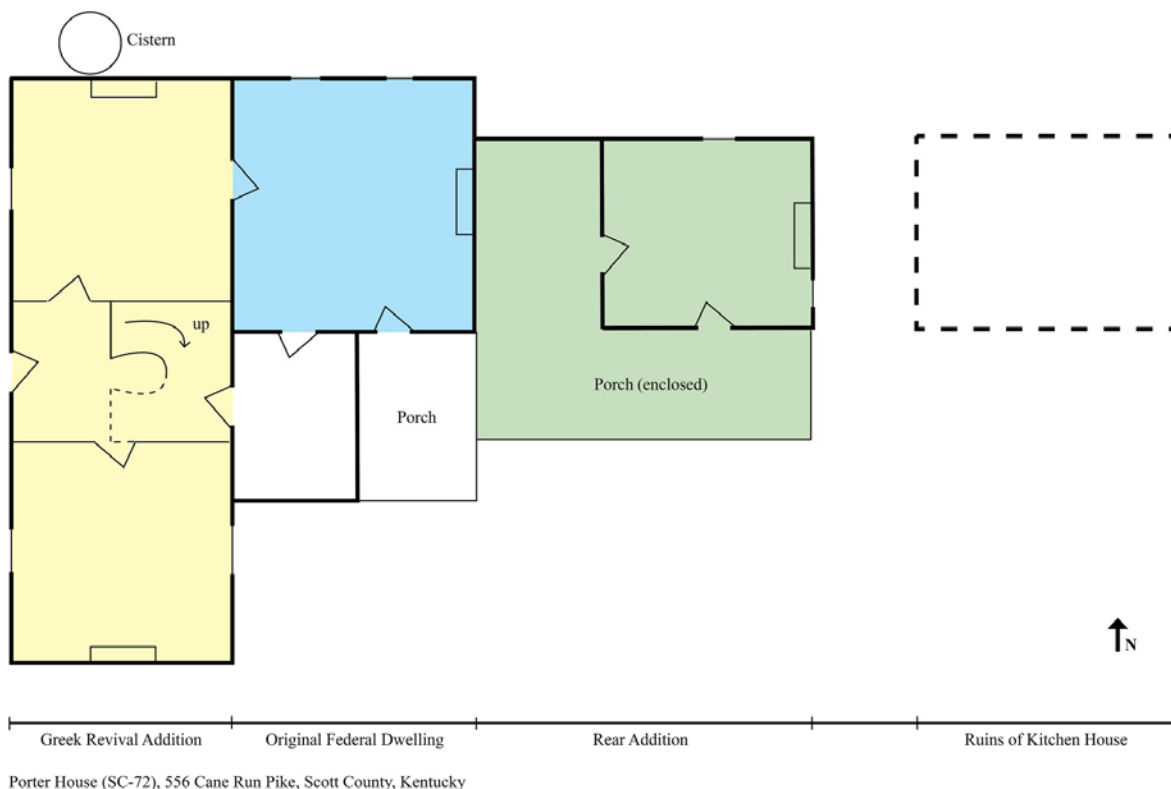 Cistern
up
Porch (enclosed)
Porch
N
Greek Revival Addition
Original Federal Dwelling
Rear Addition
Ruins of Kitchen House
Porter House (SC-72), 556 Cane Run Pike, Scott County, Kentucky